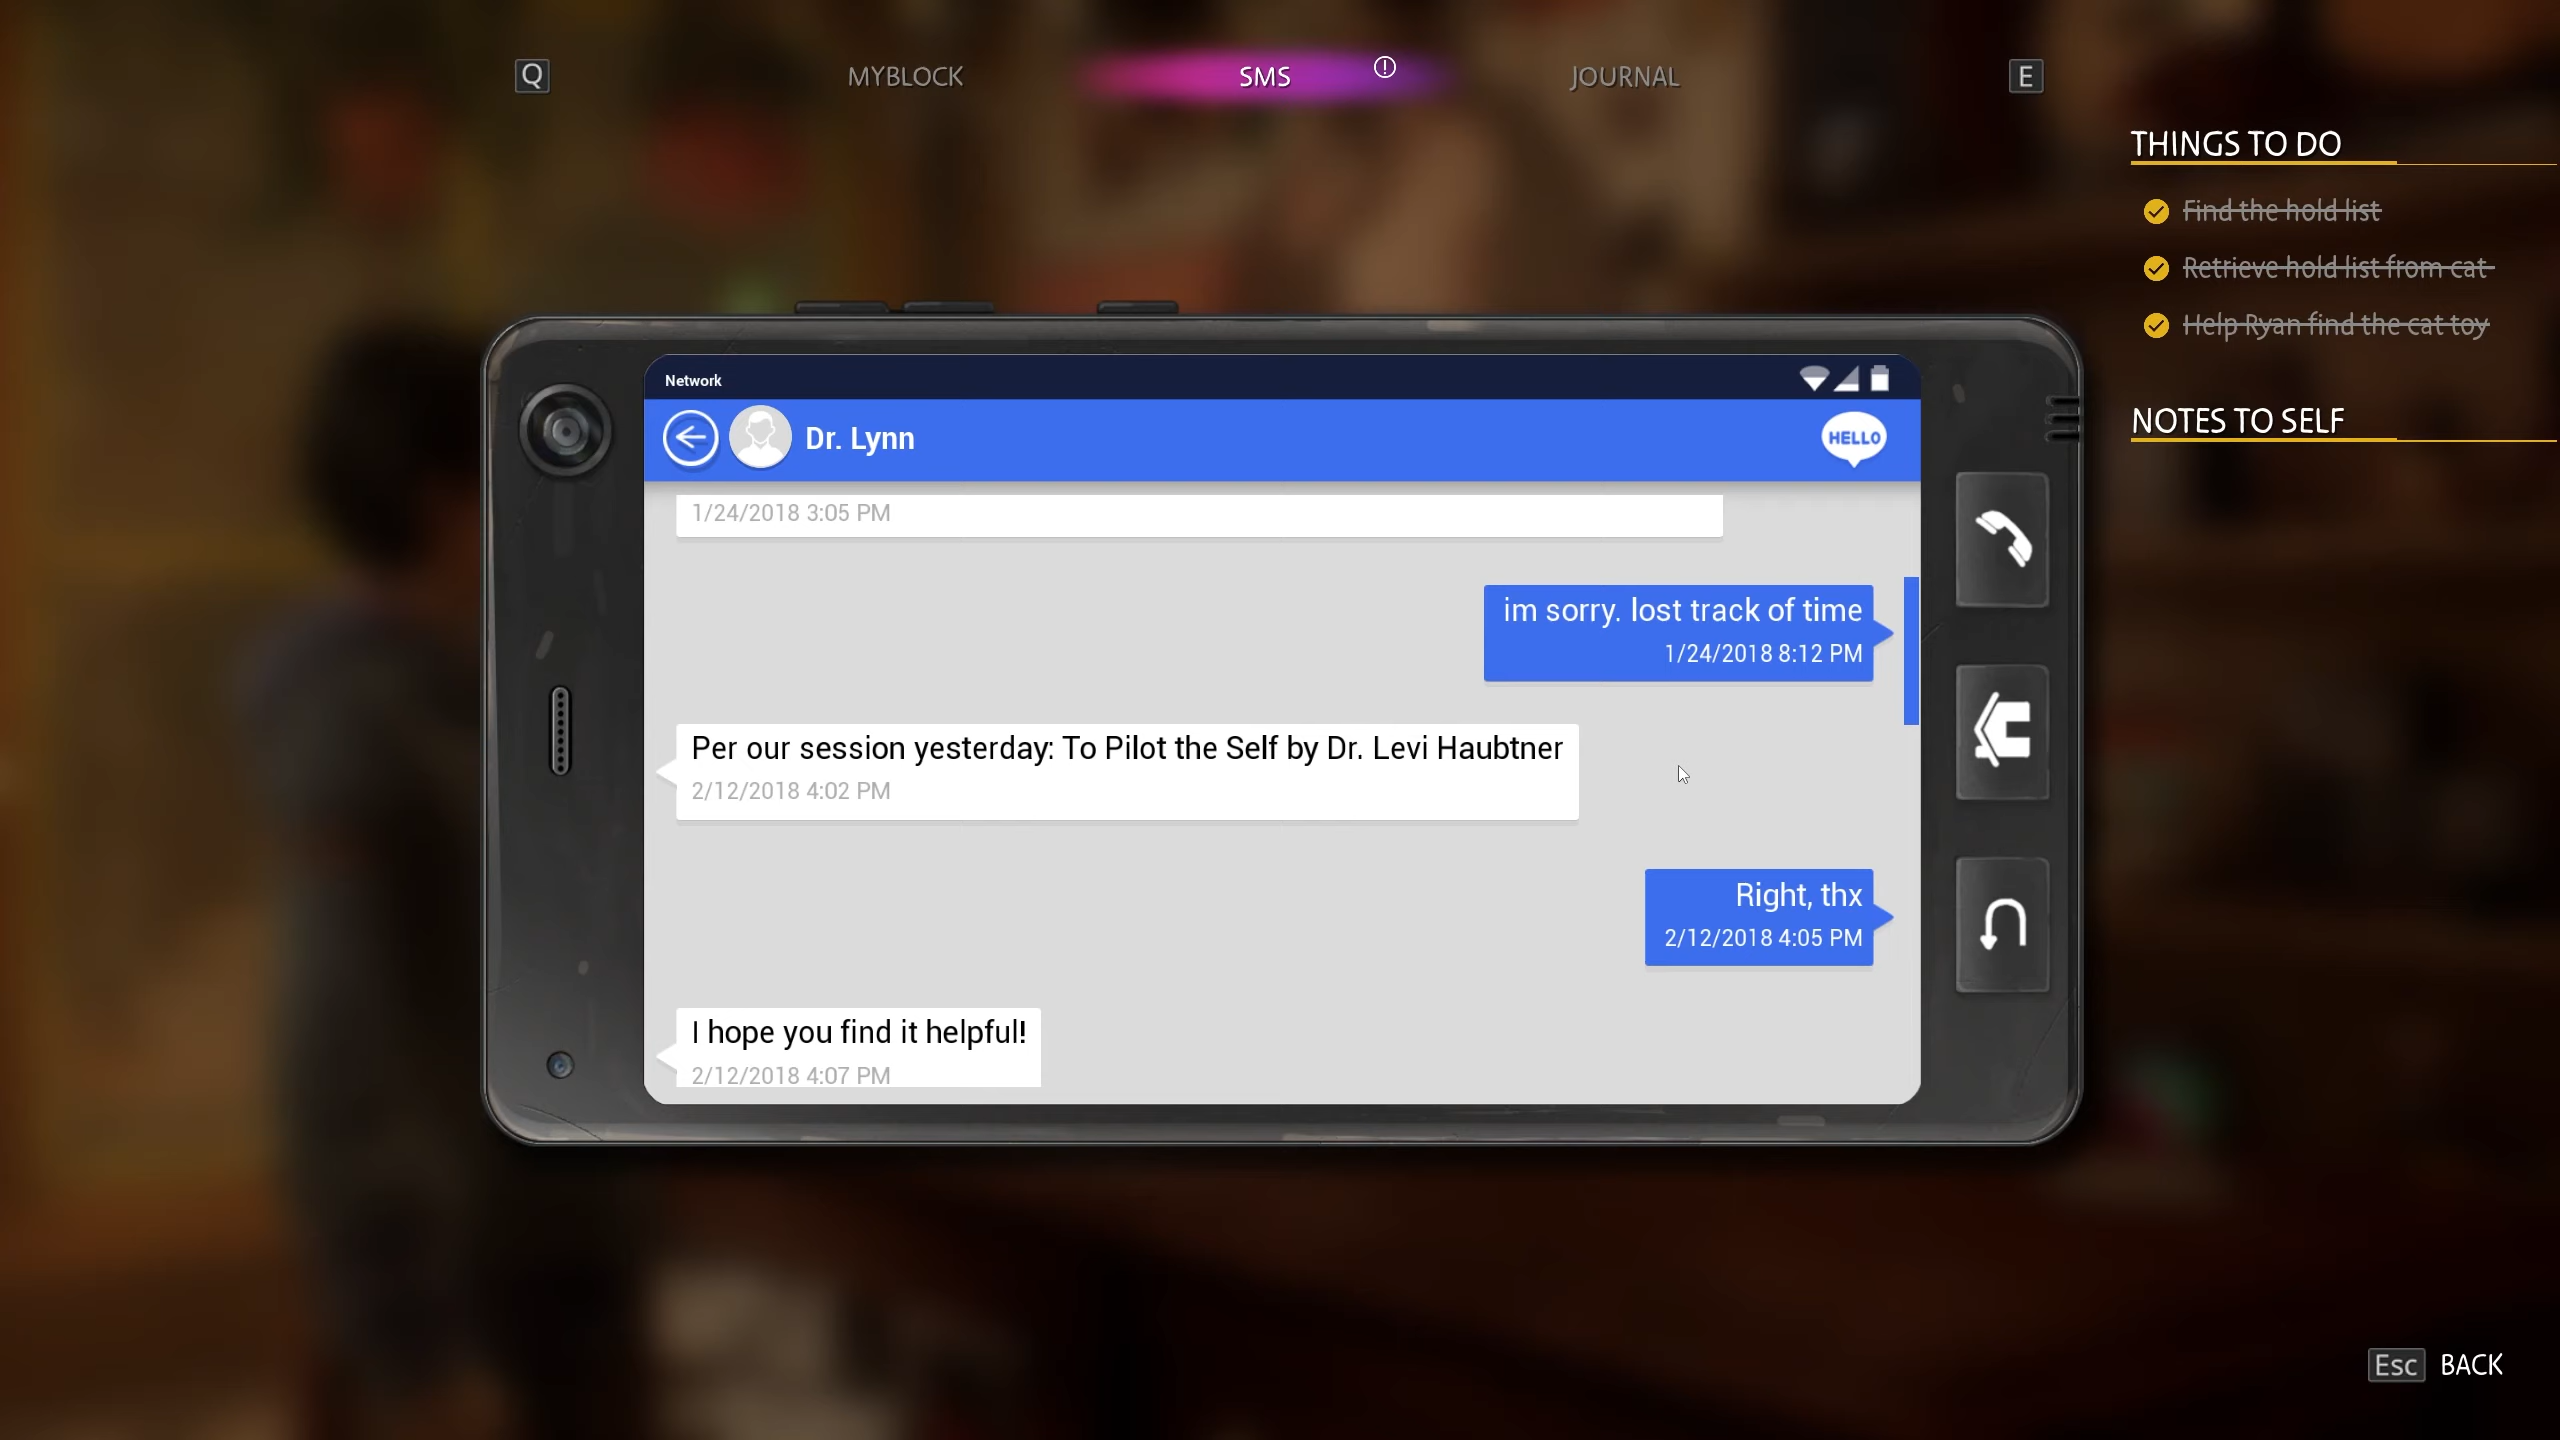 Q
MYBLOCK
SMS
JOURNAL
E
THINGS TO DO
Find the hold list
Retrieve hold list from cat
Help Ryan find the cat toy
NOTES TO SELF
Network
Dr. Lynn
HELLO
1/24/2018 3:05 PM
im sorry. lost track of time
1/24/2018 8:12 PM
Per our session yesterday: To Pilot the Self by Dr. Levi Haubtner
2/12/2018 4:02 PM
Right, thx
2/12/2018 4:05 PM
I hope you find it helpful!
2/12/2018 4:07 PM
Esc BACK